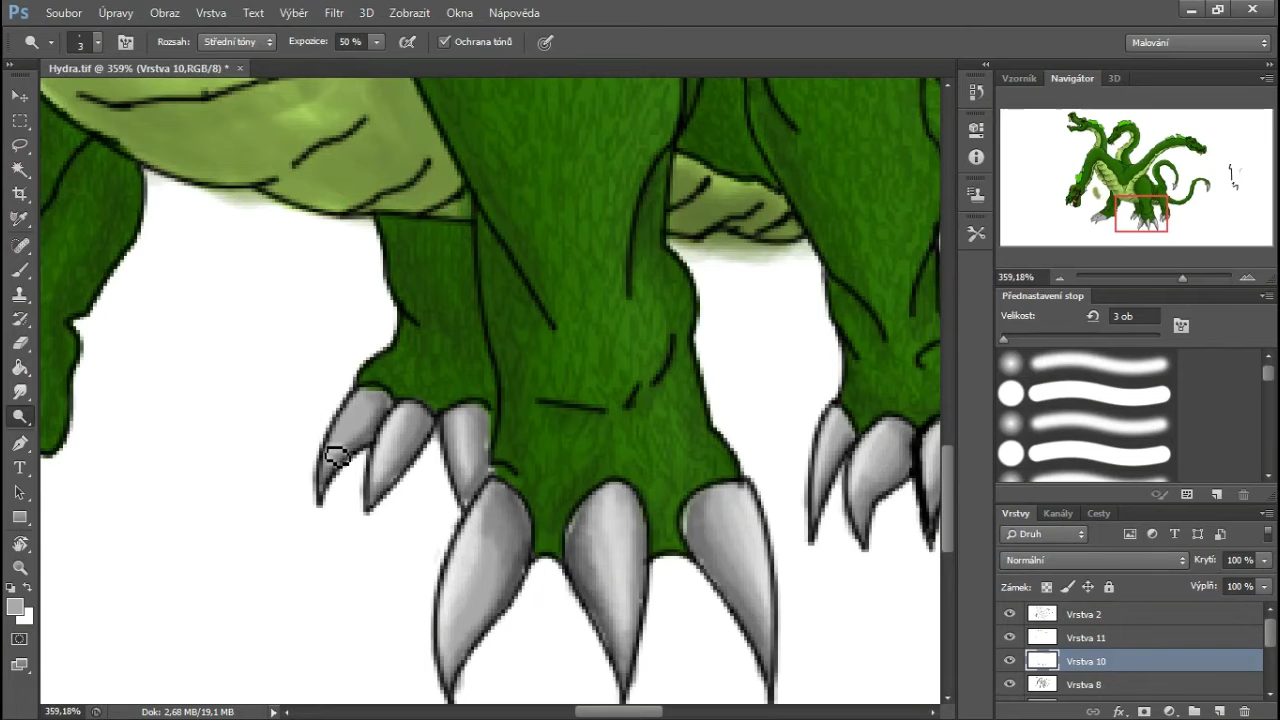 Ps Soubor Úpravy Obraz Vrstva Text Výběr Filtr 3D Zobrazit Okna Nápověda
3 Rozsah: Střední tóny Expozice: 50 % Ochrana tónů Malování
Hydra.tif @ 359% (Vrstva 10,RGB/8) * ×
Vzorník Navigátor 3D
359,18%
Přednastavení stop
Velikost: 3 ob
Vrstvy Kanály Cesty
Druh
Normální Krytí: 100 %
Zámek: Výplň: 100 %
Vrstva 2
Vrstva 11
Vrstva 10
Vrstva 8
359,18% Dok: 2,68 MB/19,1 MB
fx